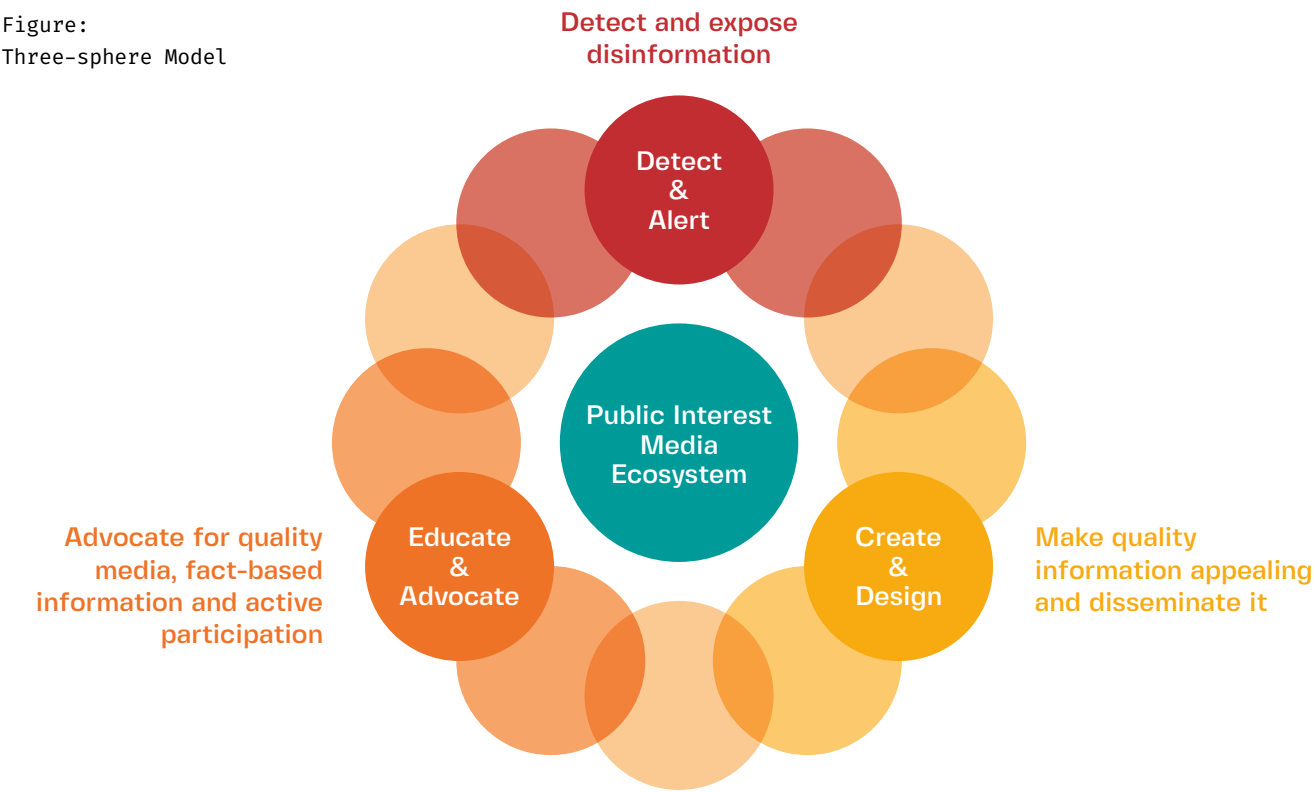 Figure:
Three-sphere Model
Detect and expose
disinformation
Detect
&
Alert
Public Interest
Media
Ecosystem
Advocate for quality
media, fact-based
information and active
participation
Educate
&
Advocate
Create
&
Design
Make quality
information appealing
and disseminate it